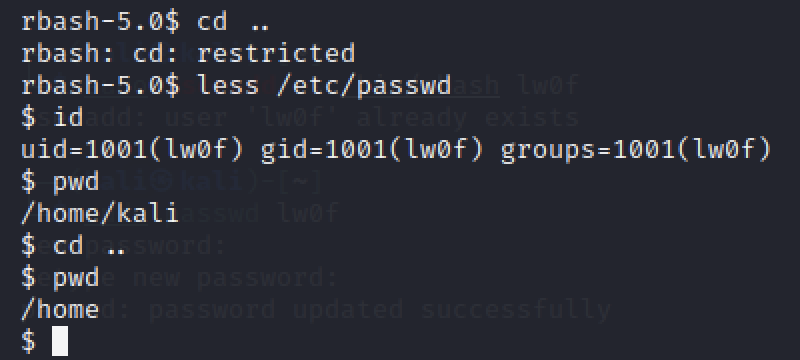 rbash-5.0$ cd ..
rbash: cd: restricted
rbash-5.0$ less /etc/passwd
$ id
uid=1001(lw0f) gid=1001(lw0f) groups=1001(lw0f)
$ pwd
/home/kali
$ cd ..
$ pwd
/home
$